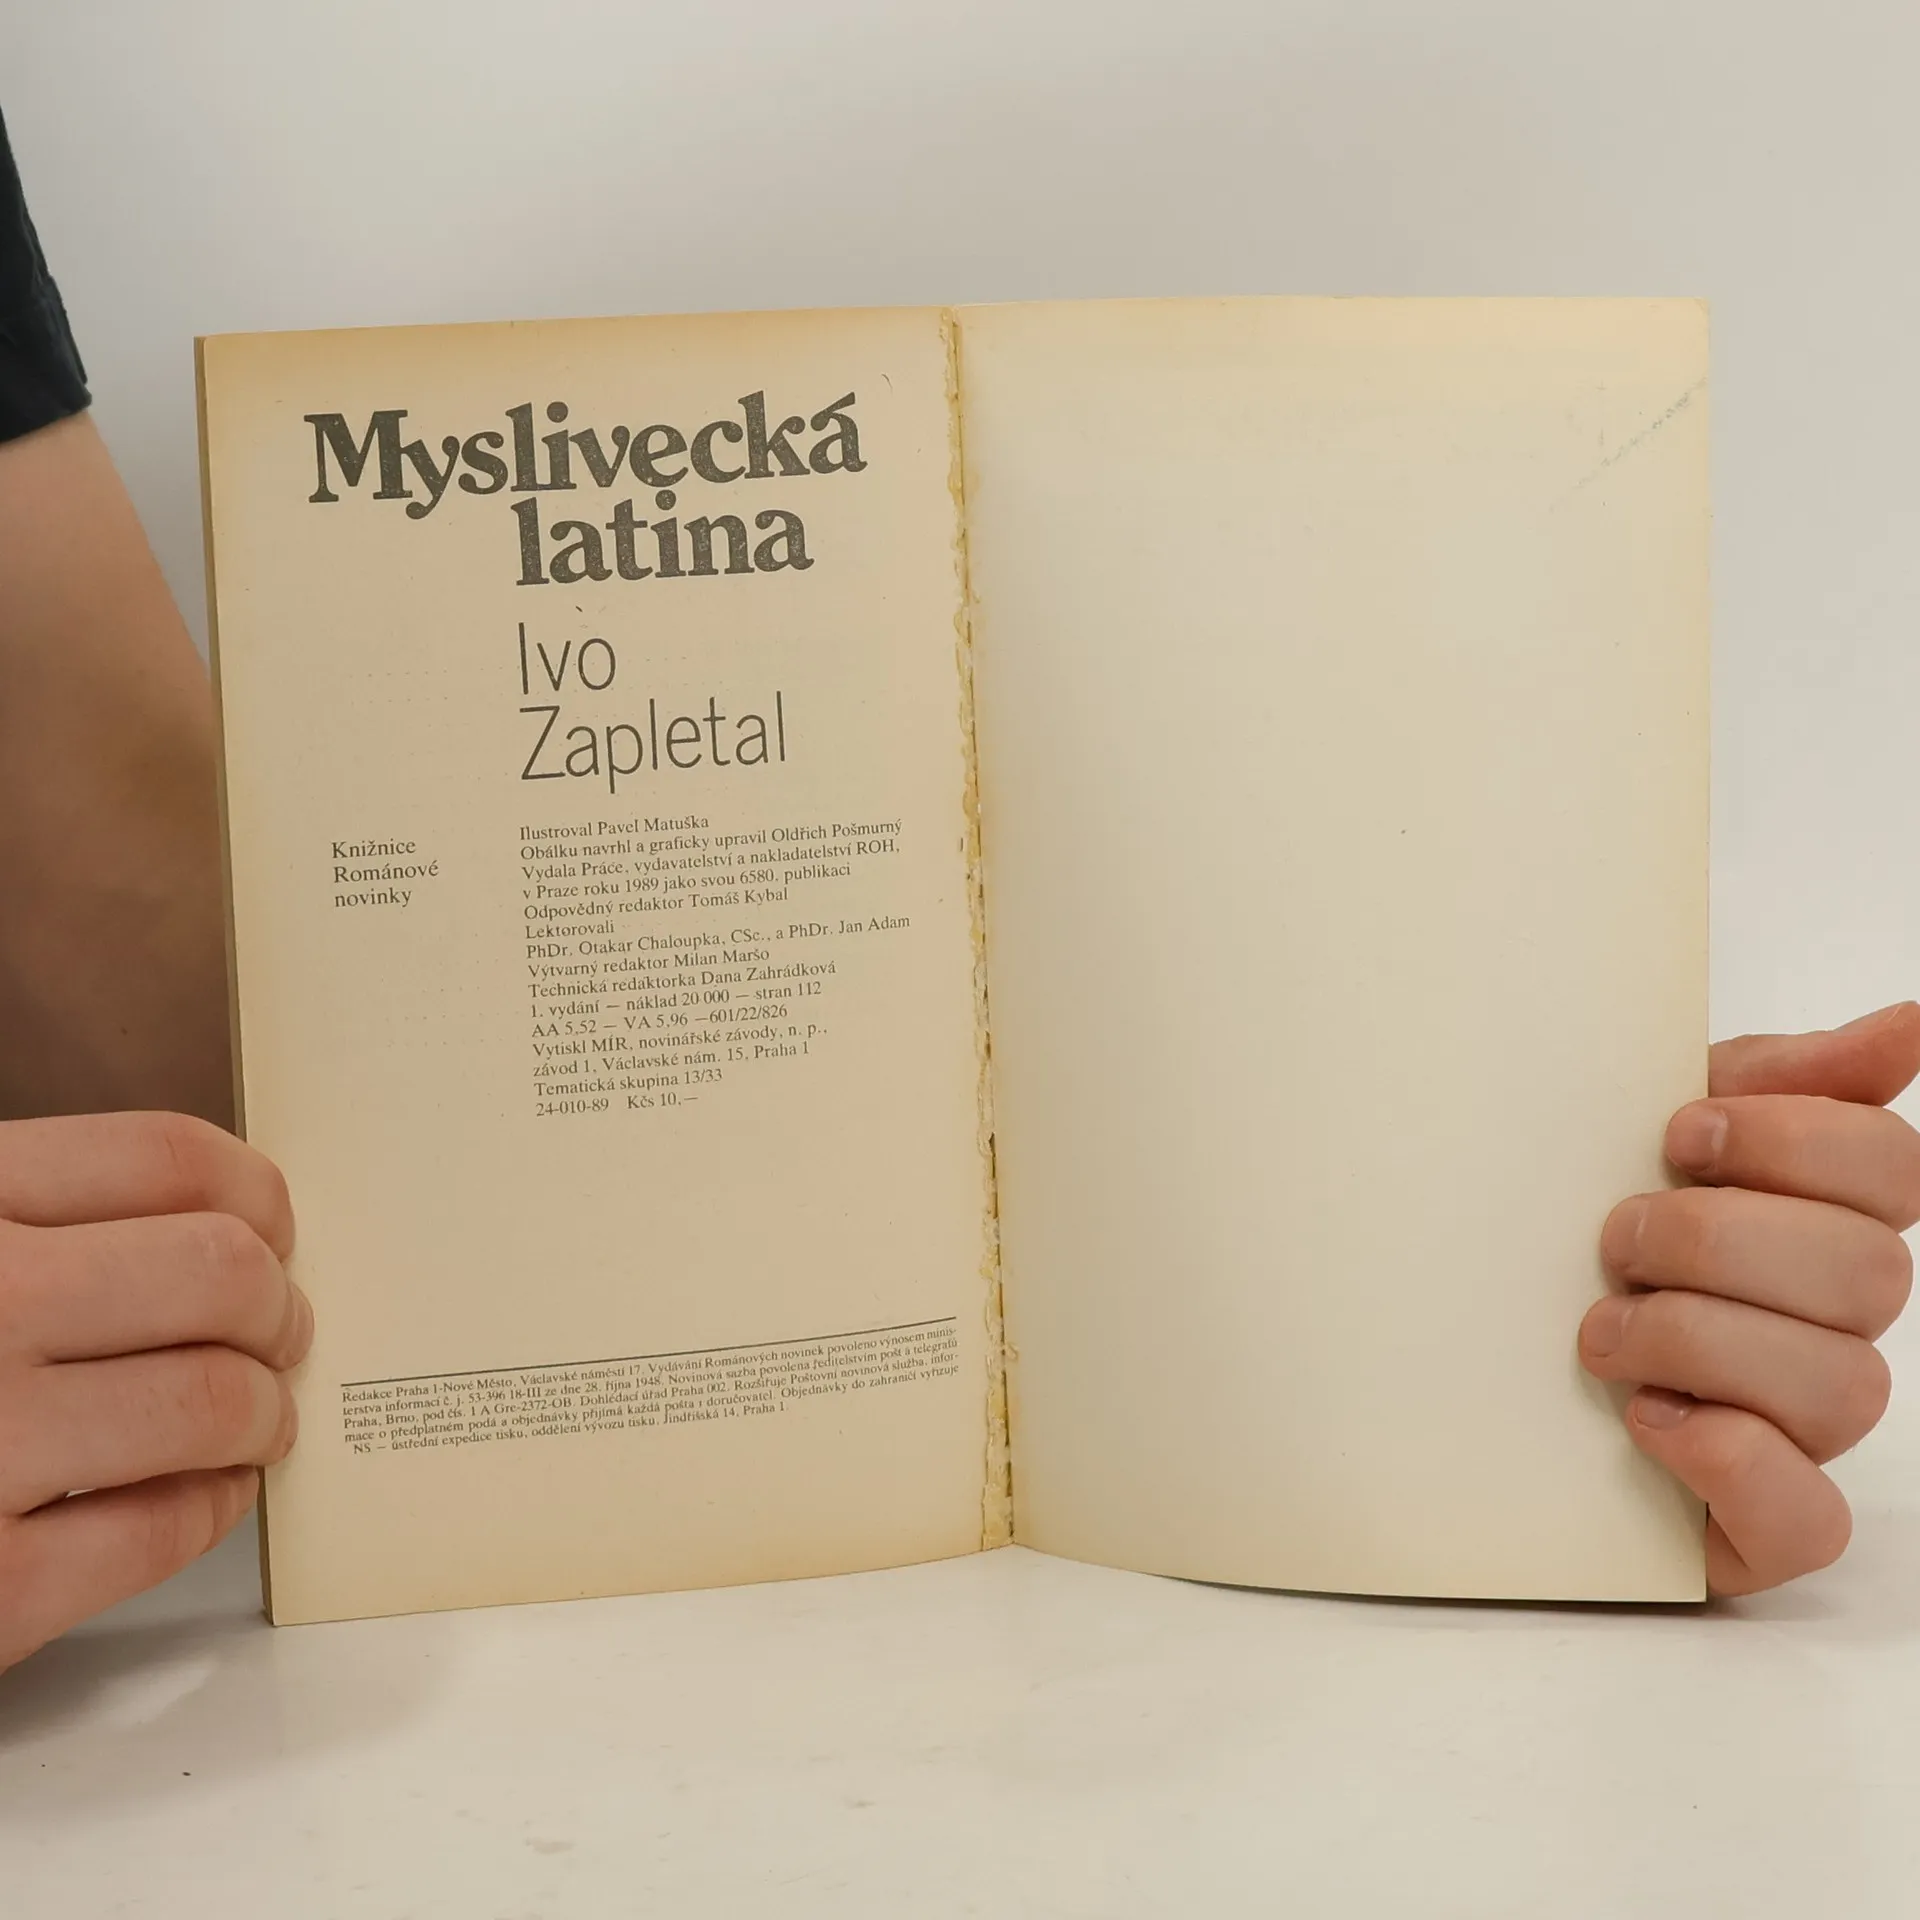 Myslivecká
latina
Ivo
Zapletal
Knižnice
Románové
novinky
Ilustroval Pavel Matuška
Obálku navrhl a graficky upravil Oldřich Pošmurný
Vydala Práce, vydavatelství a nakladatelství ROH,
v Praze roku 1989 jako svou 6580. publikaci
Odpovědný redaktor Tomáš Kybal
Lektorovali
PhDr. Otakar Chaloupka, CSc., a PhDr. Jan Adam
Výtvarný redaktor Milan Maršo
Technická redaktorka Dana Zahrádková
1. vydání — náklad 20 000 — stran 112
AA 5,52 — VA 5,96 —601/22/826
Vytiskl MÍR, novinářské závody, n. p.,
závod 1, Václavské nám. 15, Praha 1
Tematická skupina 13/33
24-010-89 Kčs 10,—
Redakce Praha 1-Nové Město, Václavské náměstí 17. Vydávání Románových novinek povoleno výnosem minis-
terstva informací č. j. 53-396 18-III ze dne 28. října 1948. Novinová sazba povolena ředitelstvím pošt a telegrafů
Praha, Brno, pod čís. 1 A Gre-2372-OB. Dohlédací úřad Praha 002. Rozšiřuje Poštovní novinová služba, infor-
mace o předplatném podá a objednávky přijímá každá pošta i doručovatel. Objednávky do zahraničí vyřizuje
NS — ústřední expedice tisku, oddělení vývozu tisku, Jindřišská 14, Praha 1.